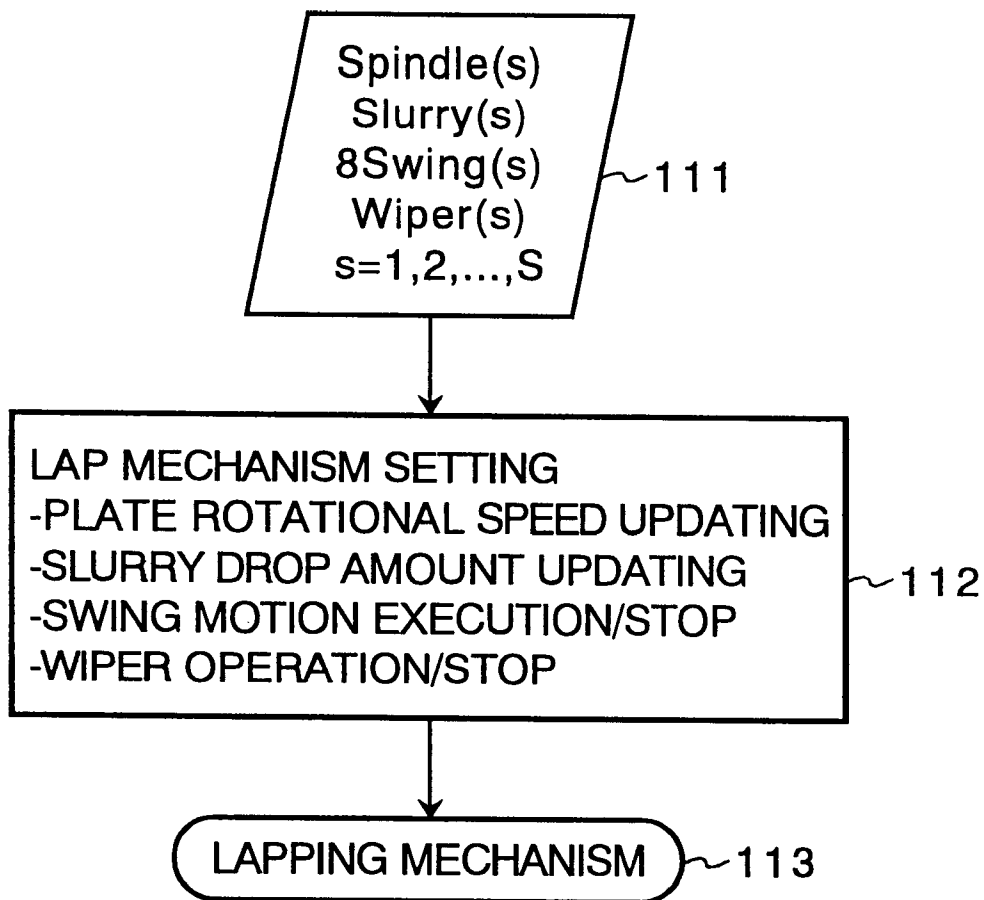 Spindle(s)
Slurry(s)
8Swing(s)
Wiper(s)
s=1,2,...,S
111
LAP MECHANISM SETTING
-PLATE ROTATIONAL SPEED UPDATING
-SLURRY DROP AMOUNT UPDATING
-SWING MOTION EXECUTION/STOP
-WIPER OPERATION/STOP
112
LAPPING MECHANISM
113